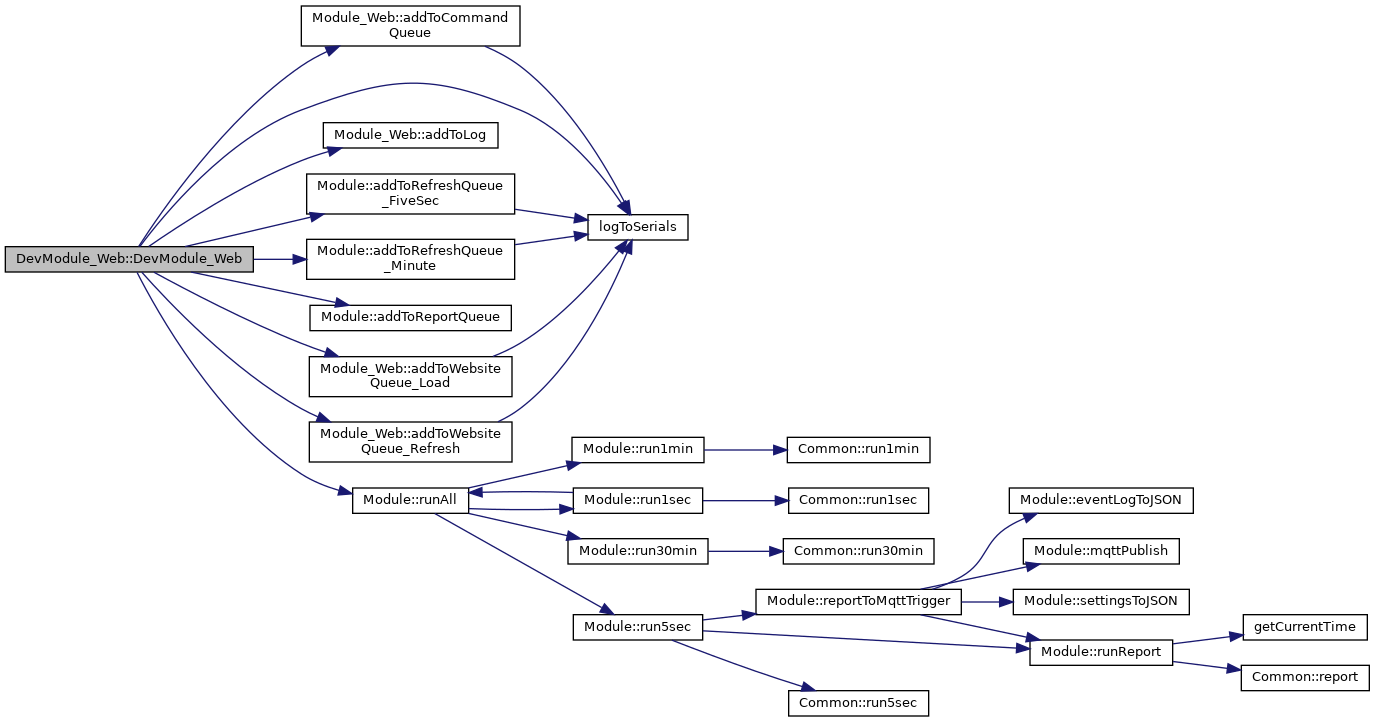 Module_Web::addToCommand
Queue
Module_Web::addToLog
Module::addToRefreshQueue
_FiveSec
logToSerials
DevModule_Web::DevModule_Web
Module::addToRefreshQueue
_Minute
Module::addToReportQueue
Module_Web::addToWebsite
Queue_Load
Module_Web::addToWebsite
Queue_Refresh
Module::runAll
Module::run1min
Common::run1min
Module::run1sec
Common::run1sec
Module::run30min
Common::run30min
Module::run5sec
Module::reportToMqttTrigger
Module::eventLogToJSON
Module::mqttPublish
Module::settingsToJSON
Module::runReport
getCurrentTime
Common::report
Common::run5sec